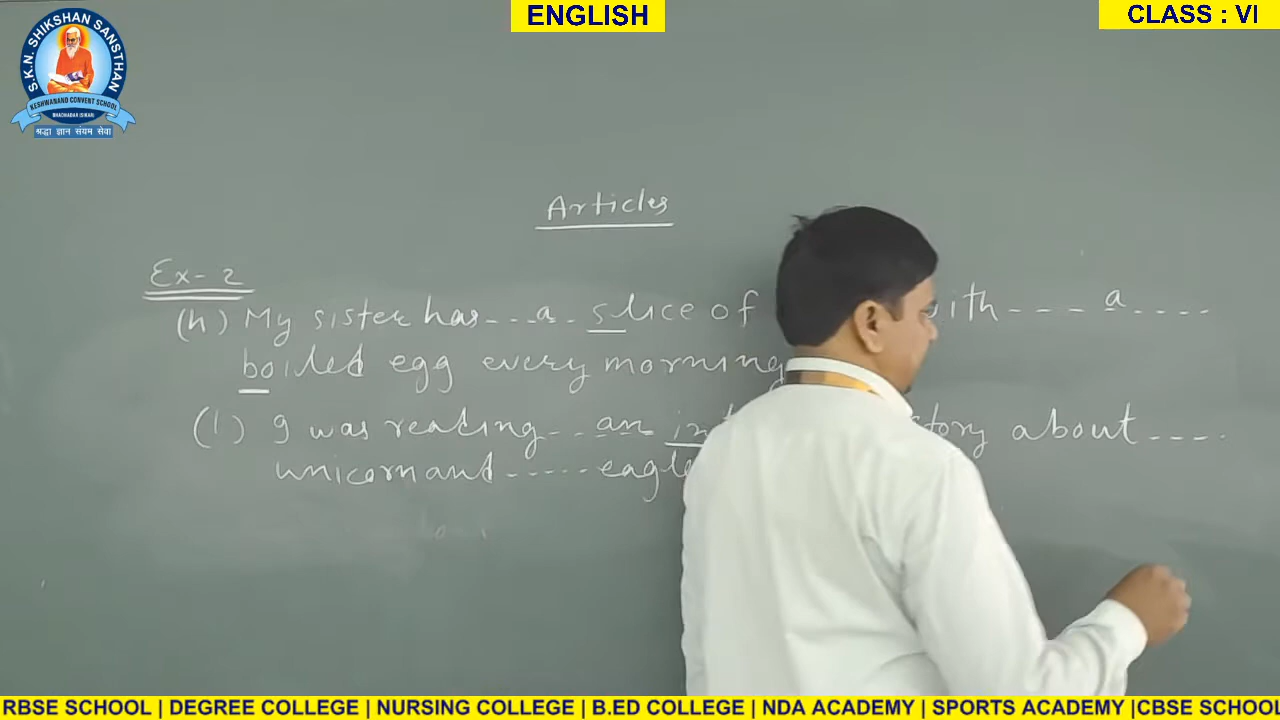 ENGLISH
CLASS : VI
S.K.N. SHIKSHAN SANSTHAN
KESHWANAND CONVENT SCHOOL
BHADHADAR (SIKAR)
श्रद्धा ज्ञान संयम सेवा
Articles
Ex-2
(h) My sister has---a-- slice of with----a----
boiled egg every morning
(i) I was reading--an story about----
unicorn and -----
RBSE SCHOOL | DEGREE COLLEGE | NURSING COLLEGE | B.ED COLLEGE | NDA ACADEMY | SPORTS ACADEMY |CBSE SCHOOL